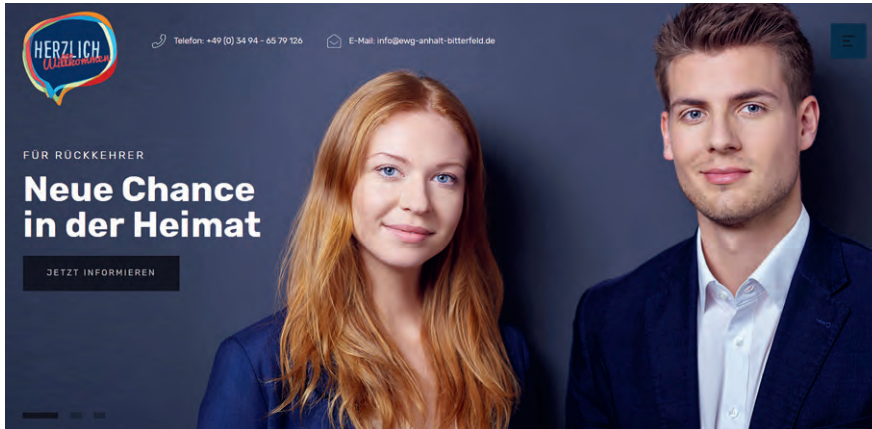 HERZLICH
Willkommen
Telefon: +49 (0) 34 94 - 65 79 126
E-Mail: info@ewg-anhalt-bitterfeld.de
FÜR RÜCKKEHRER
Neue Chance
in der Heimat
JETZT INFORMIEREN